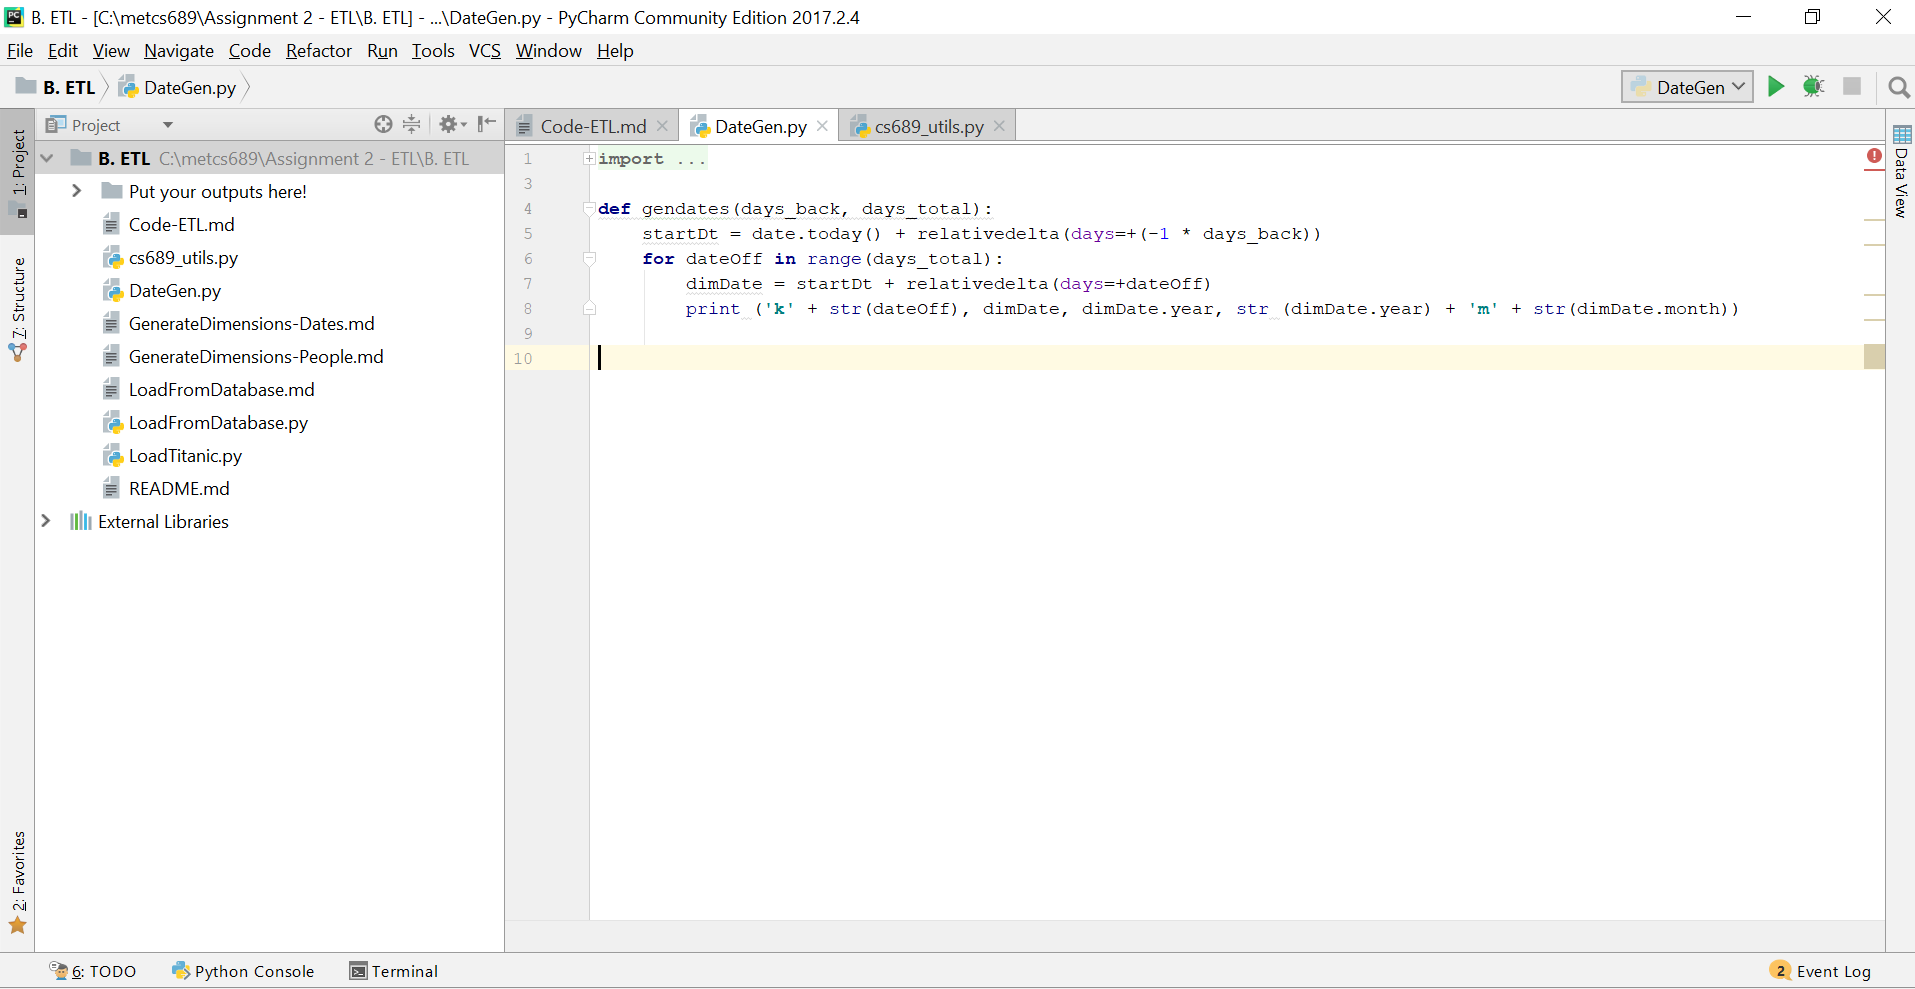 B. ETL - [C:\metcs689\Assignment 2 - ETL\B. ETL] - ...\DateGen.py - PyCharm Community Edition 2017.2.4
File Edit View Navigate Code Refactor Run Tools VCS Window Help
B. ETL DateGen.py DateGen
1: Project
7: Structure
2: Favorites
Project
B. ETL C:\metcs689\Assignment 2 - ETL\B. ETL
Put your outputs here!
Code-ETL.md
cs689_utils.py
DateGen.py
GenerateDimensions-Dates.md
GenerateDimensions-People.md
LoadFromDatabase.md
LoadFromDatabase.py
LoadTitanic.py
README.md
External Libraries
Code-ETL.md DateGen.py cs689_utils.py
1 import ...
3
4 def gendates(days_back, days_total):
5 startDt = date.today() + relativedelta(days=+(-1 * days_back))
6 for dateOff in range(days_total):
7 dimDate = startDt + relativedelta(days=+dateOff)
8 print ('k' + str(dateOff), dimDate, dimDate.year, str (dimDate.year) + 'm' + str(dimDate.month))
9
10
Data View
6: TODO Python Console Terminal 2 Event Log